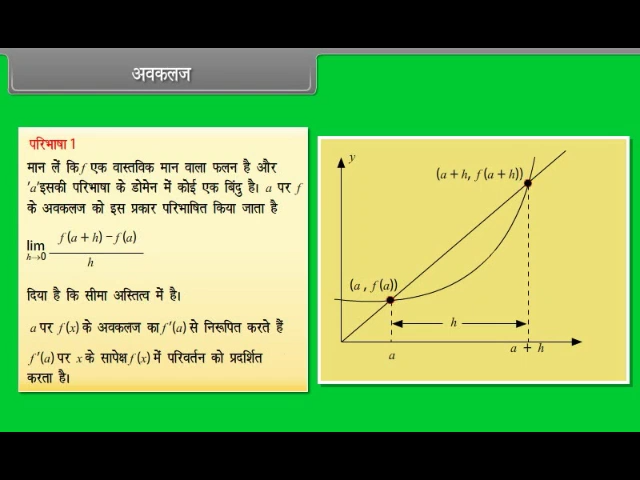 अवकलज
परिभाषा 1
मान लें कि f एक वास्तविक मान वाला फलन है और
'a'इसकी परिभाषा के डोमेन में कोई एक बिंदु है। a पर f
के अवकलज को इस प्रकार परिभाषित किया जाता है
lim h→0 f(a + h) – f(a) / h
दिया है कि सीमा अस्तित्व में है।
a पर f(x) के अवकलज का f'(a) से निरूपित करते हैं
f'(a) पर x के सापेक्ष f(x) में परिवर्तन को प्रदर्शित
करता है।
y
(a + h, f(a + h))
(a , f(a))
h
a
a + h